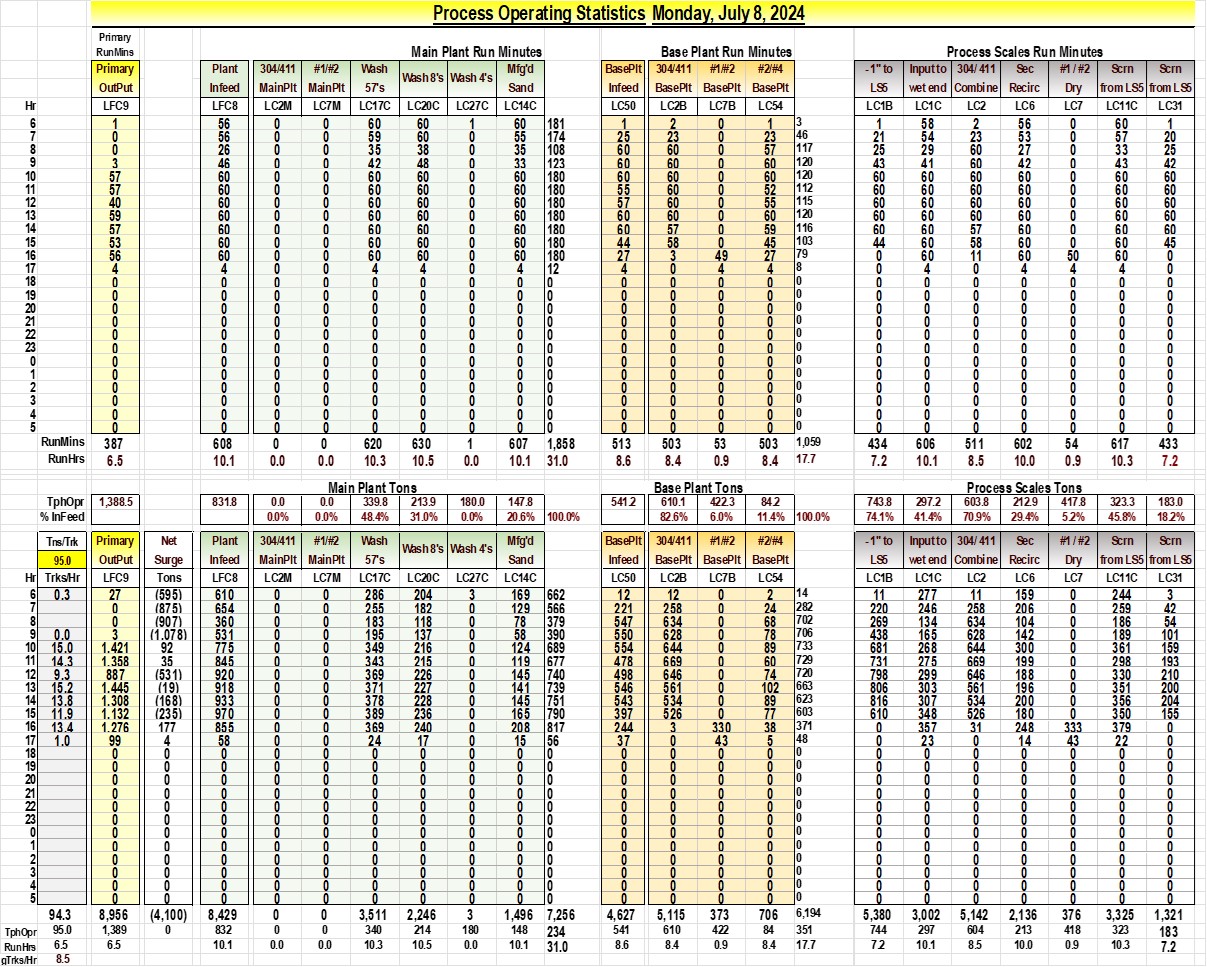 Process Operating Statistics Monday, July 8, 2024
Primary
RunMins Main Plant Run Minutes Base Plant Run Minutes Process Scales Run Minutes
Primary Plant 304/411 #1/#2 Wash Wash 8's Wash 4's Mfg'd BasePlt 304/411 #1/#2 #2/#4 -1" to Input to 304/ 411 Sec #1 / #2 Scrn Scrn
OutPut Infeed MainPlt MainPlt 57's Sand Infeed BasePlt BasePlt BasePlt LS5 wet end Combine Recirc Dry from LS5 from LS5
Hr LFC9 LFC8 LC2M LC7M LC17C LC20C LC27C LC14C LC50 LC2B LC7B LC54 LC1B LC1C LC2 LC6 LC7 LC11C LC31
6 1 56 0 0 60 60 1 60 181 1 2 0 1 3 1 58 2 56 0 60 1
7 0 56 0 0 59 60 0 55 174 25 23 0 23 46 21 54 23 53 0 57 20
8 0 26 0 0 35 38 0 35 108 60 60 0 57 117 25 29 60 27 0 33 25
9 3 46 0 0 42 48 0 33 123 60 60 0 60 120 43 41 60 42 0 43 42
10 57 60 0 0 60 60 0 60 180 60 60 0 60 120 60 60 60 60 0 60 60
11 57 60 0 0 60 60 0 60 180 55 60 0 52 112 60 60 60 60 0 60 60
12 40 60 0 0 60 60 0 60 180 57 60 0 55 115 60 60 60 60 0 60 60
13 59 60 0 0 60 60 0 60 180 60 60 0 60 120 60 60 60 60 0 60 60
14 57 60 0 0 60 60 0 60 180 60 57 0 59 116 60 60 57 60 0 60 60
15 53 60 0 0 60 60 0 60 180 44 58 0 45 103 44 60 58 60 0 60 45
16 56 60 0 0 60 60 0 60 180 27 3 49 27 79 0 60 11 60 50 60 0
17 4 4 0 0 4 4 0 4 12 4 0 4 4 8 0 4 0 4 4 4 0
18 0 0 0 0 0 0 0 0 0 0 0 0 0 0 0 0 0 0 0 0 0
19 0 0 0 0 0 0 0 0 0 0 0 0 0 0 0 0 0 0 0 0 0
20 0 0 0 0 0 0 0 0 0 0 0 0 0 0 0 0 0 0 0 0 0
21 0 0 0 0 0 0 0 0 0 0 0 0 0 0 0 0 0 0 0 0 0
22 0 0 0 0 0 0 0 0 0 0 0 0 0 0 0 0 0 0 0 0 0
23 0 0 0 0 0 0 0 0 0 0 0 0 0 0 0 0 0 0 0 0 0
0 0 0 0 0 0 0 0 0 0 0 0 0 0 0 0 0 0 0 0 0 0
1 0 0 0 0 0 0 0 0 0 0 0 0 0 0 0 0 0 0 0 0 0
2 0 0 0 0 0 0 0 0 0 0 0 0 0 0 0 0 0 0 0 0 0
3 0 0 0 0 0 0 0 0 0 0 0 0 0 0 0 0 0 0 0 0 0
4 0 0 0 0 0 0 0 0 0 0 0 0 0 0 0 0 0 0 0 0 0
5 0 0 0 0 0 0 0 0 0 0 0 0 0 0 0 0 0 0 0 0 0
RunMins 387 608 0 0 620 630 1 607 1,858 513 503 53 503 1,059 434 606 511 602 54 617 433
RunHrs 6.5 10.1 0.0 0.0 10.3 10.5 0.0 10.1 31.0 8.6 8.4 0.9 8.4 17.7 7.2 10.1 8.5 10.0 0.9 10.3 7.2
Main Plant Tons Base Plant Tons Process Scales Tons
TphOpr 1,388.5 831.8 0.0 0.0 339.8 213.9 180.0 147.8 541.2 610.1 422.3 84.2 743.8 297.2 603.8 212.9 417.8 323.3 183.0
% InFeed 0.0% 0.0% 48.4% 31.0% 0.0% 20.6% 100.0% 82.6% 6.0% 11.4% 100.0% 74.1% 41.4% 70.9% 29.4% 5.2% 45.8% 18.2%
Tns/Trk Primary Net Plant 304/411 #1/#2 Wash Wash 8's Wash 4's Mfg'd BasePlt 304/411 #1/#2 #2/#4 -1" to Input to 304/ 411 Sec #1 / #2 Scrn Scrn
95.0 OutPut Surge Infeed MainPlt MainPlt 57's Sand Infeed BasePlt BasePlt BasePlt LS5 wet end Combine Recirc Dry from LS5 from LS5
Hr Trks/Hr LFC9 Tons LFC8 LC2M LC7M LC17C LC20C LC27C LC14C LC50 LC2B LC7B LC54 LC1B LC1C LC2 LC6 LC7 LC11C LC31
6 0.3 27 (595) 610 0 0 286 204 3 169 662 12 12 0 2 14 11 277 11 159 0 244 3
7 0 (875) 654 0 0 255 182 0 129 566 221 258 0 24 282 220 246 258 206 0 259 42
8 0 (907) 360 0 0 183 118 0 78 379 547 634 0 68 702 269 134 634 104 0 186 54
9 0.0 3 (1,078) 531 0 0 195 137 0 58 390 550 628 0 78 706 438 165 628 142 0 189 101
10 15.0 1,421 92 775 0 0 349 216 0 124 689 554 644 0 89 733 681 268 644 300 0 361 159
11 14.3 1,358 35 845 0 0 343 215 0 119 677 478 669 0 60 729 731 275 669 199 0 298 193
12 9.3 887 (531) 920 0 0 369 226 0 145 740 498 646 0 74 720 798 299 646 188 0 330 210
13 15.2 1,445 (19) 918 0 0 371 227 0 141 739 546 561 0 102 663 806 303 561 196 0 351 200
14 13.8 1,308 (168) 933 0 0 378 228 0 145 751 543 534 0 89 623 816 307 534 200 0 356 204
15 11.9 1,132 (235) 970 0 0 389 236 0 165 790 397 526 0 77 603 610 348 526 180 0 350 155
16 13.4 1,276 177 855 0 0 369 240 0 208 817 244 3 330 38 371 0 357 31 248 333 379 0
17 1.0 99 4 58 0 0 24 17 0 15 56 37 0 43 5 48 0 23 0 14 43 22 0
18 0 0 0 0 0 0 0 0 0 0 0 0 0 0 0 0 0 0 0 0 0 0
19 0 0 0 0 0 0 0 0 0 0 0 0 0 0 0 0 0 0 0 0 0 0
20 0 0 0 0 0 0 0 0 0 0 0 0 0 0 0 0 0 0 0 0 0 0
21 0 0 0 0 0 0 0 0 0 0 0 0 0 0 0 0 0 0 0 0 0 0
22 0 0 0 0 0 0 0 0 0 0 0 0 0 0 0 0 0 0 0 0 0 0
23 0 0 0 0 0 0 0 0 0 0 0 0 0 0 0 0 0 0 0 0 0 0
0 0 0 0 0 0 0 0 0 0 0 0 0 0 0 0 0 0 0 0 0 0 0
1 0 0 0 0 0 0 0 0 0 0 0 0 0 0 0 0 0 0 0 0 0 0
2 0 0 0 0 0 0 0 0 0 0 0 0 0 0 0 0 0 0 0 0 0 0
3 0 0 0 0 0 0 0 0 0 0 0 0 0 0 0 0 0 0 0 0 0 0
4 0 0 0 0 0 0 0 0 0 0 0 0 0 0 0 0 0 0 0 0 0 0
5 0 0 0 0 0 0 0 0 0 0 0 0 0 0 0 0 0 0 0 0 0 0
94.3 8,956 (4,100) 8,429 0 0 3,511 2,246 3 1,496 7,256 4,627 5,115 373 706 6,194 5,380 3,002 5,142 2,136 376 3,325 1,321
TphOpr 95.0 1,389 0 832 0 0 340 214 180 148 234 541 610 422 84 351 744 297 604 213 418 323 183
RunHrs 6.5 6.5 10.1 0.0 0.0 10.3 10.5 0.0 10.1 31.0 8.6 8.4 0.9 8.4 17.7 7.2 10.1 8.5 10.0 0.9 10.3 7.2
gTrks/Hr 8.5